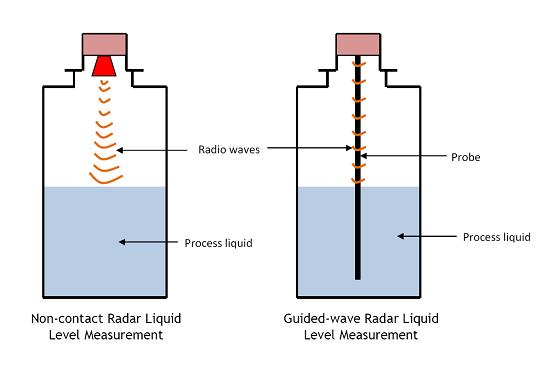 Radio waves
Probe
Process liquid
Process liquid
Non-contact Radar Liquid
Level Measurement
Guided-wave Radar Liquid
Level Measurement